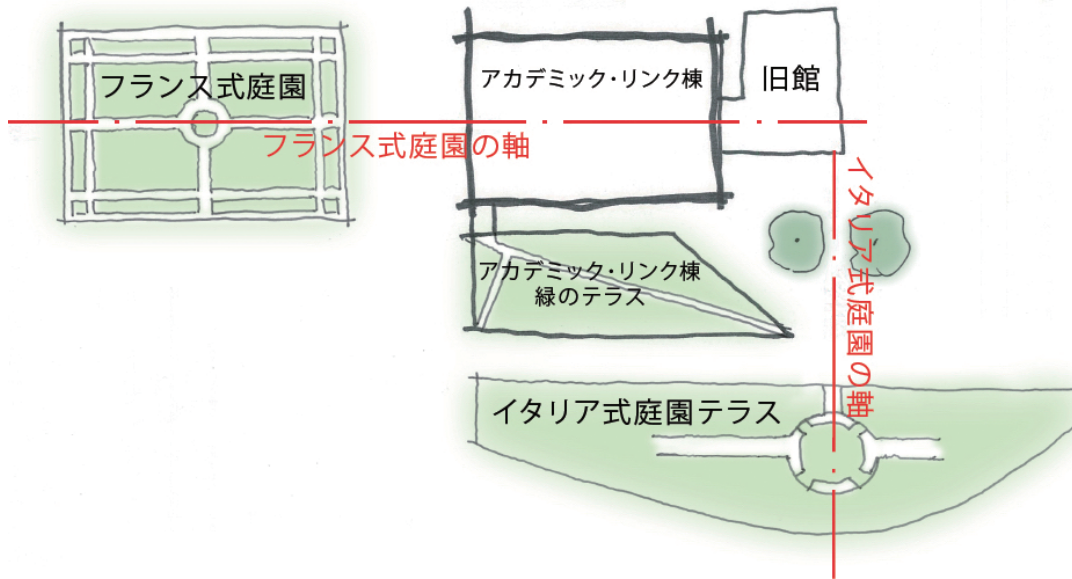 フランス式庭園
アカデミック・リンク棟
旧館
フランス式庭園の軸
イタリア式庭園の軸
アカデミック・リンク棟
緑のテラス
イタリア式庭園テラス